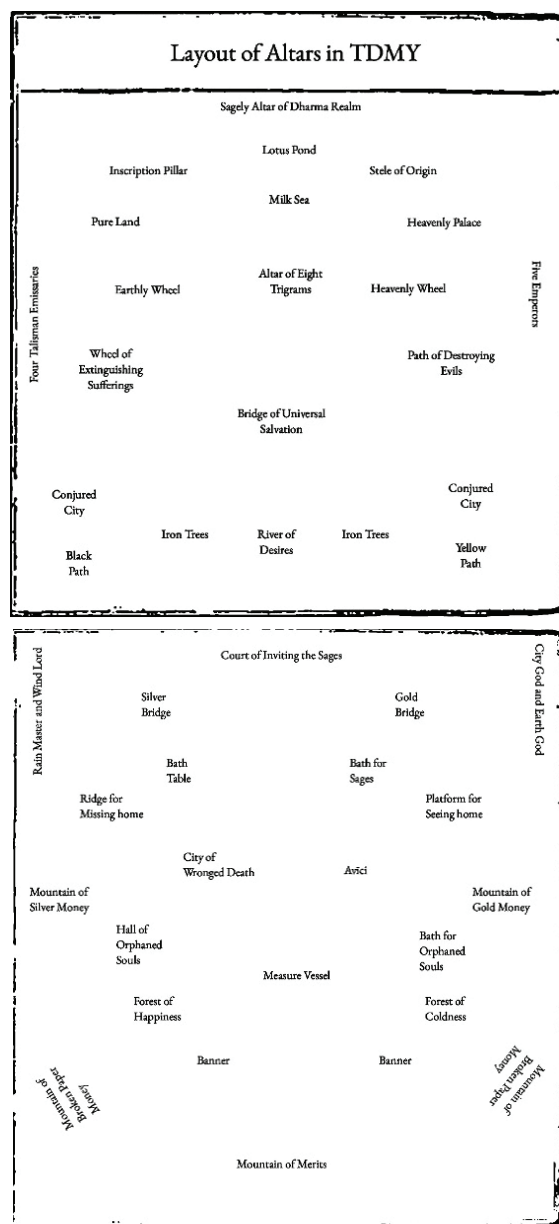 Layout of Altars in TDMY
Sagely Altar of Dharma Realm
Lotus Pond
Inscription Pillar
Stele of Origin
Milk Sea
Pure Land
Heavenly Palace
Four Talisman Emissaries
Five Emperors
Earthly Wheel
Altar of Eight
Trigrams
Heavenly Wheel
Wheel of
Extinguishing
Sufferings
Path of Destroying
Evils
Bridge of Universal
Salvation
Conjured
City
Conjured
City
Iron Trees
River of
Desires
Iron Trees
Black
Path
Yellow
Path
Rain Master and Wind Lord
Court of Inviting the Sages
City God and Earth God
Silver
Bridge
Gold
Bridge
Bath
Table
Bath for
Sages
Ridge for
Missing home
Platform for
Seeing home
City of
Wronged Death
Avīci
Mountain of
Silver Money
Mountain of
Gold Money
Hall of
Orphaned
Souls
Bath for
Orphaned
Souls
Measure Vessel
Forest of
Happiness
Forest of
Coldness
Banner
Banner
Mountain of
Broken Paper
Money
Mountain of
Broken Paper
Money
Mountain of Merits